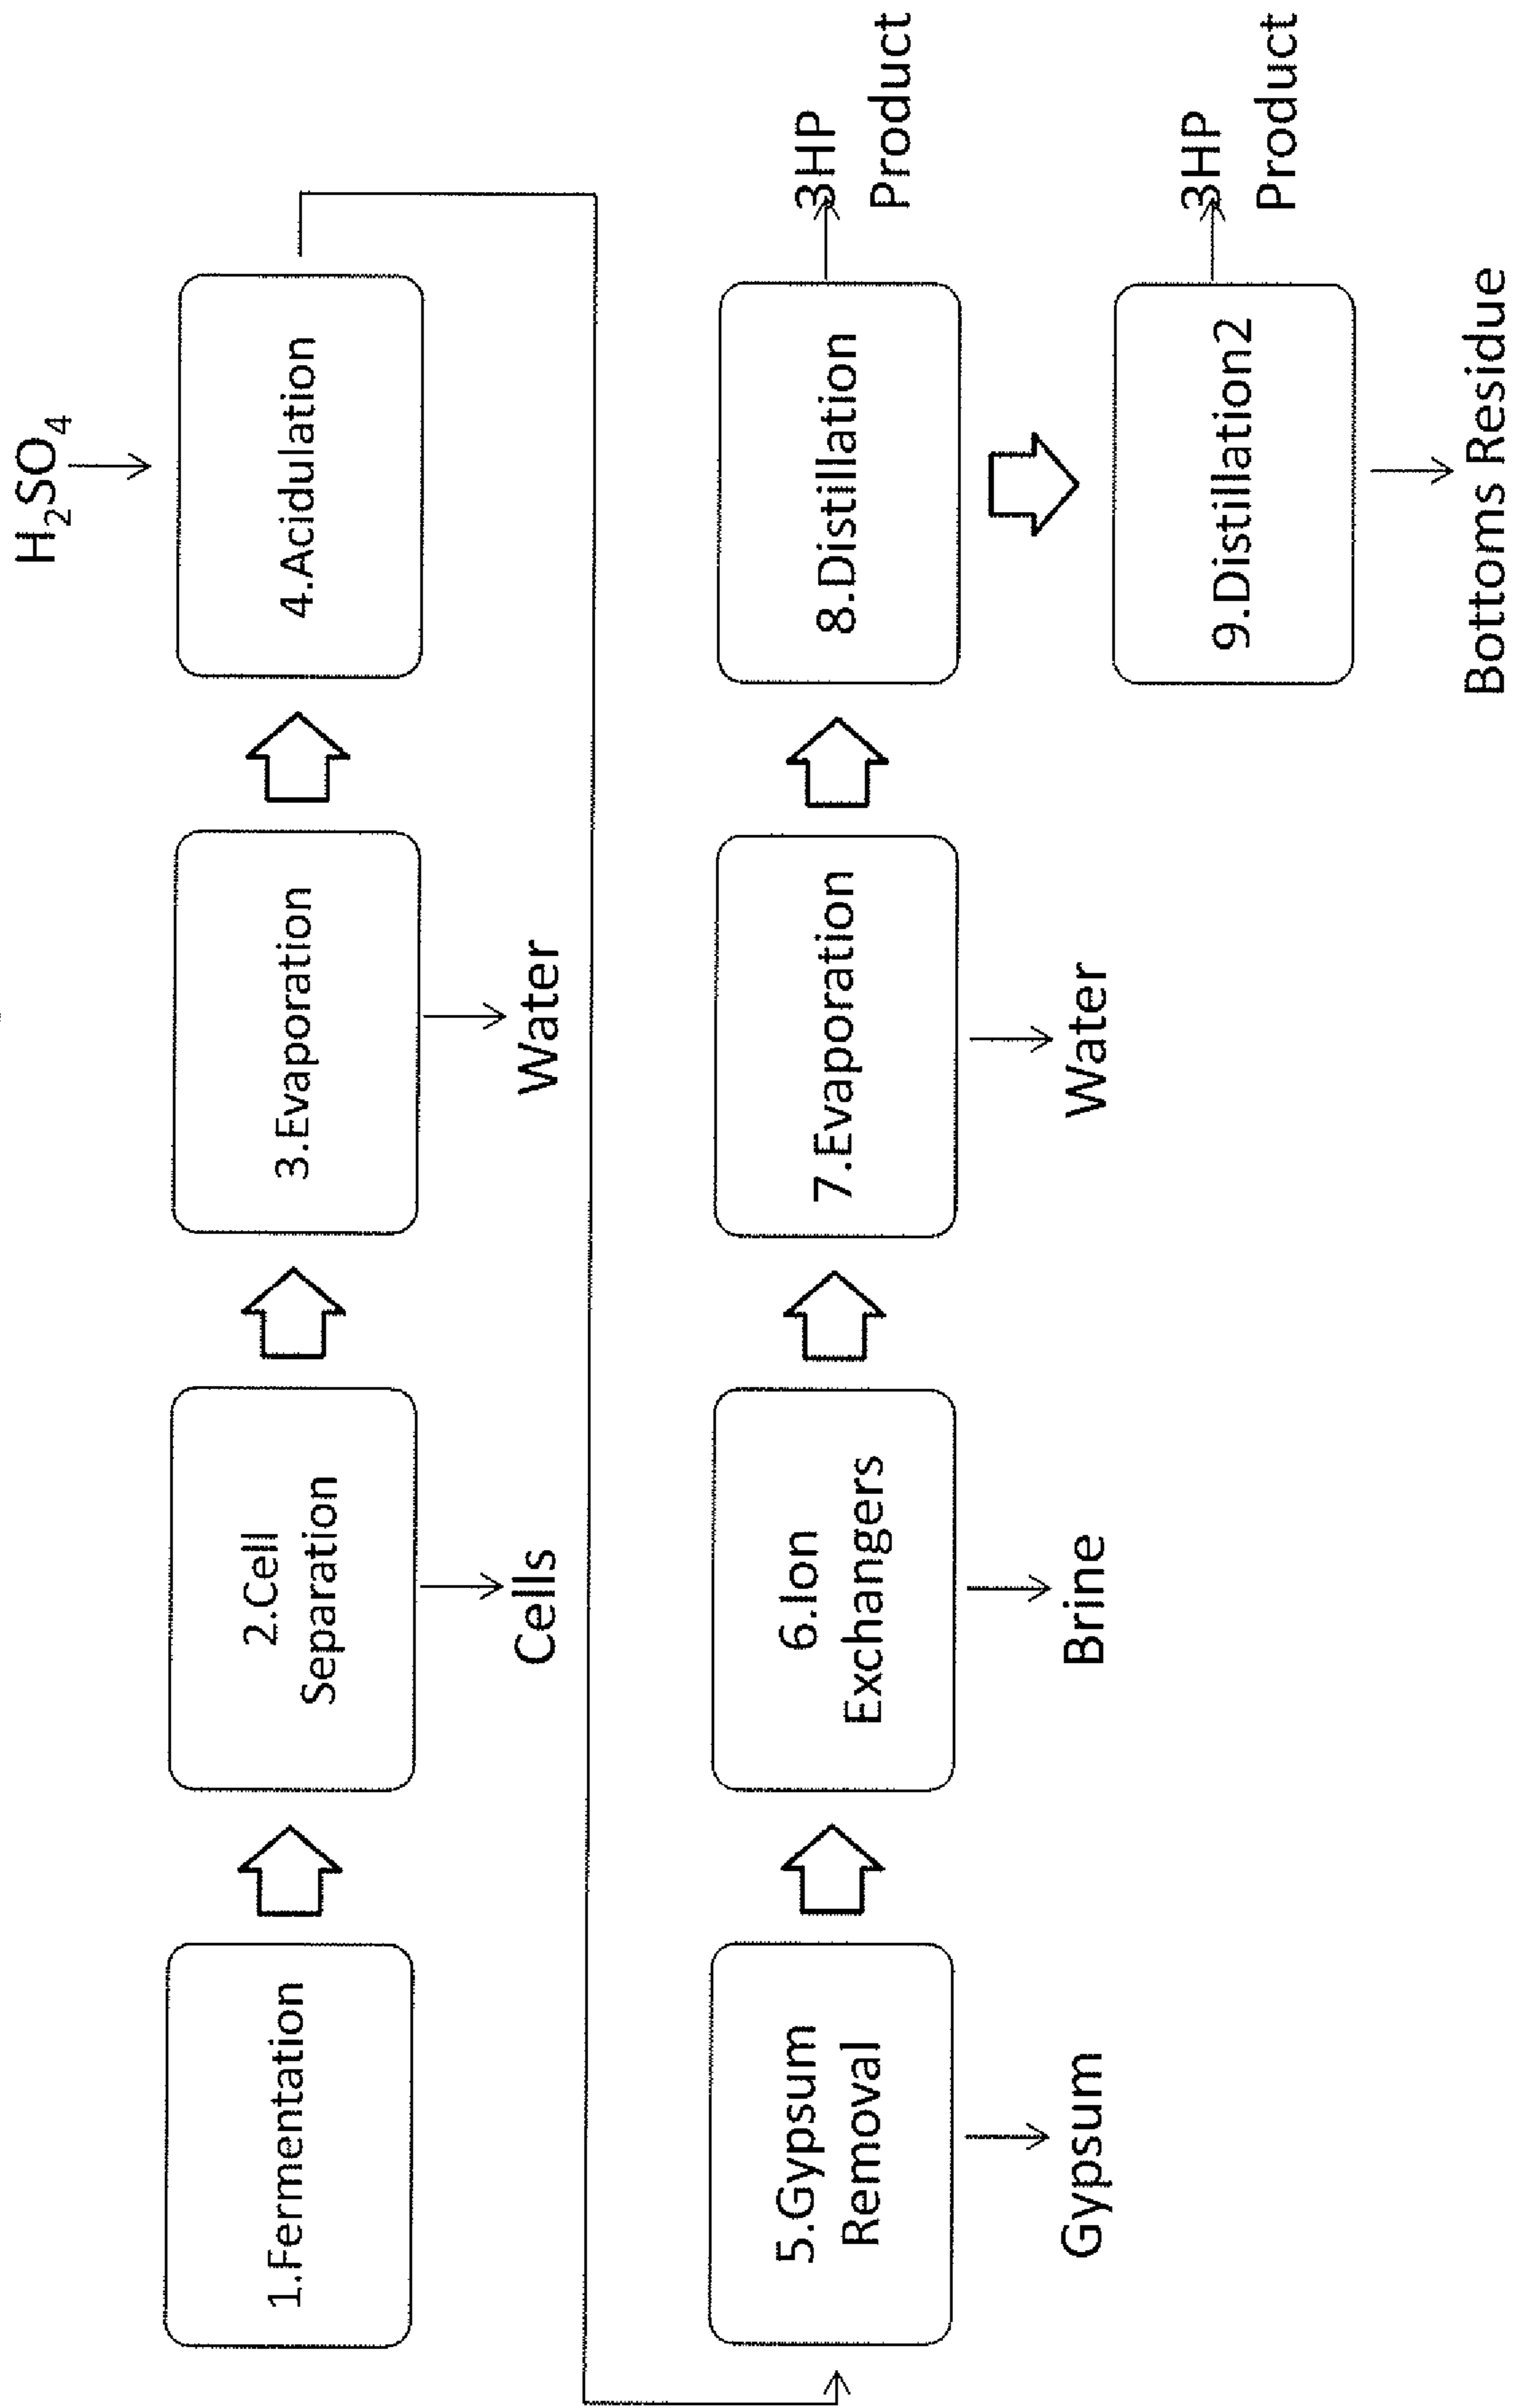 H2SO4
1.Fermentation
2.Cell
Separation
3.Evaporation
4.Acidulation
Cells
Water
5.Gypsum
Removal
6.Ion
Exchangers
7.Evaporation
8.Distillation
3HP
Product
Gypsum
Brine
Water
9.Distillation2
3HP
Product
Bottoms Residue